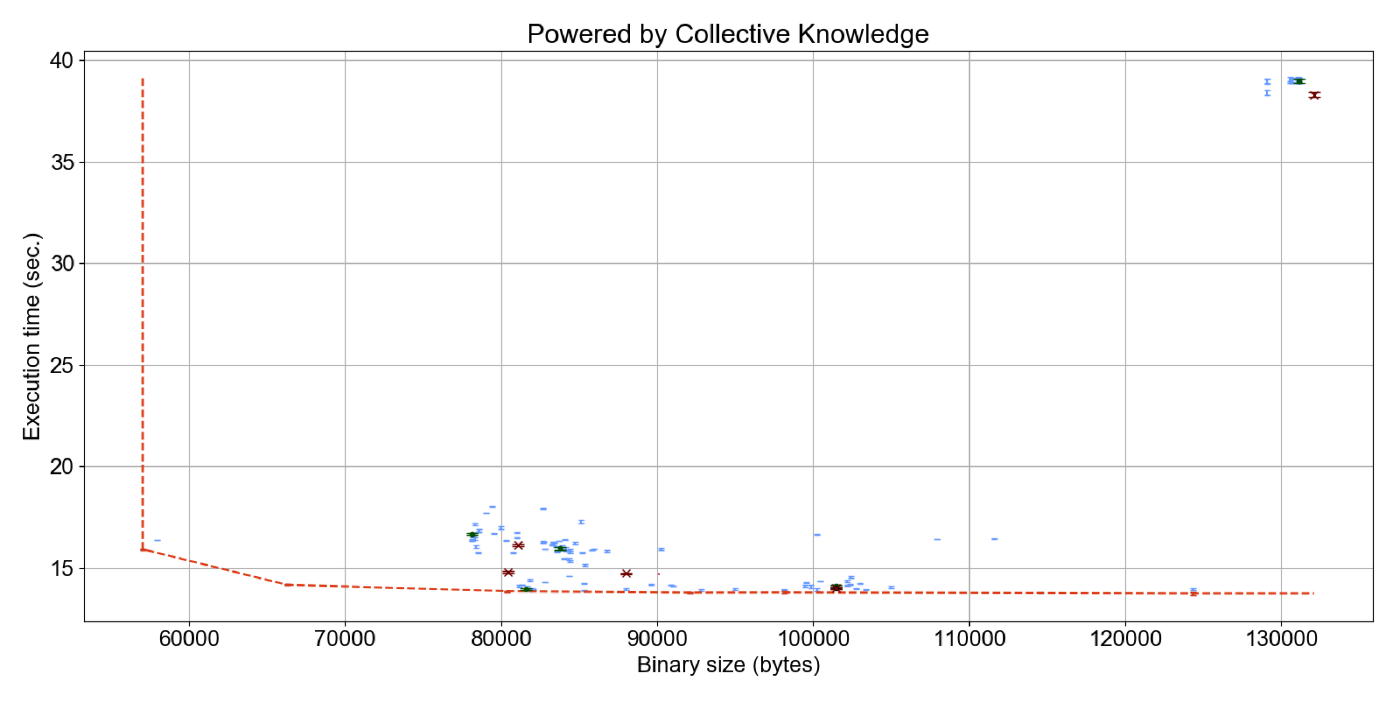 Powered by Collective Knowledge
40
35
30
25
20
15
Execution time (sec.)
60000 70000 80000 90000 100000 110000 120000 130000
Binary size (bytes)